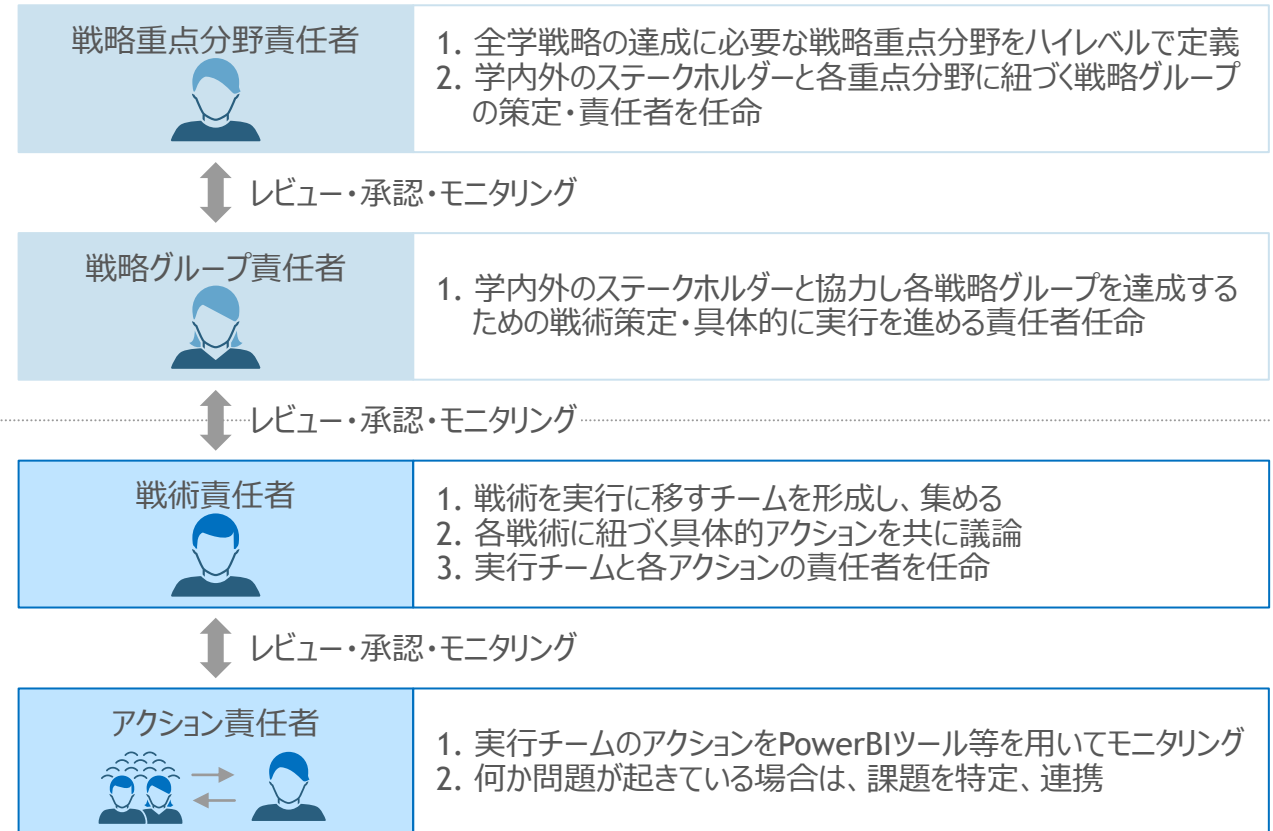 戦略重点分野責任者
1. 全学戦略の達成に必要な戦略重点分野をハイレベルで定義
2. 学内外のステークホルダーと各重点分野に紐づく戦略グループ
の策定・責任者を任命
レビュー・承認・モニタリング
戦略グループ責任者
1. 学内外のステークホルダーと協力し各戦略グループを達成する
ための戦術策定・具体的に実行を進める責任者任命
レビュー・承認・モニタリング
戦術責任者
1. 戦術を実行に移すチームを形成し、集める
2. 各戦術に紐づく具体的アクションを共に議論
3. 実行チームと各アクションの責任者を任命
レビュー・承認・モニタリング
アクション責任者
1. 実行チームのアクションをPowerBIツール等を用いてモニタリング
2. 何か問題が起きている場合は、課題を特定、連携